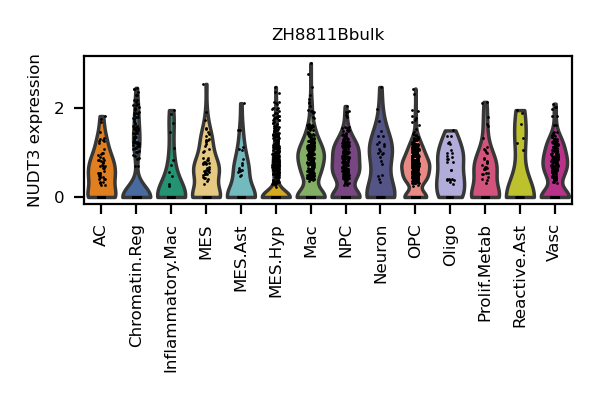 ZH8811Bbulk
NUDT3 expression
2
0
AC
Chromatin.Reg
Inflammatory.Mac
MES
MES.Ast
MES.Hyp
Mac
NPC
Neuron
OPC
Oligo
Prolif.Metab
Reactive.Ast
Vasc